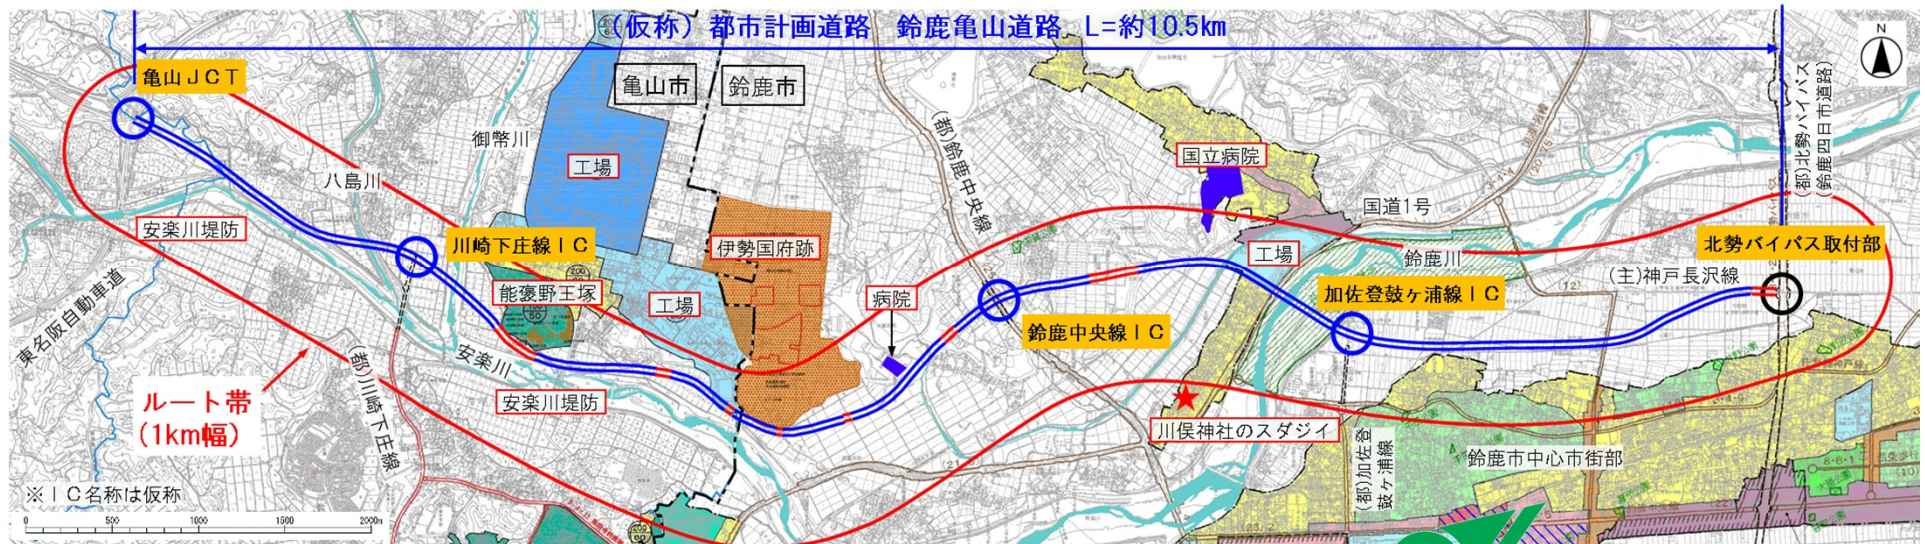 (仮称) 都市計画道路 鈴鹿亀山道路 L=約10.5km
亀山JCT
亀山市
鈴鹿市
N
(都)北勢バイパス
(鈴鹿四日市道路)
御幣川
工場
(都)鈴鹿中央線
国立病院
八島川
国道1号
安楽川堤防
川崎下庄線IC
伊勢国府跡
工場
鈴鹿川
北勢バイパス取付部
(主)神戸長沢線
能褒野王塚
工場
病院
加佐登鼓ヶ浦線IC
東名阪自動車道
鈴鹿中央線IC
安楽川
(都)川崎下庄線
ルート帯
(1km幅)
安楽川堤防
川俣神社のスダジイ
(都)加佐登
鼓ヶ浦線
鈴鹿市中心市街部
※IC名称は仮称
0 500 1000 1500 2000m